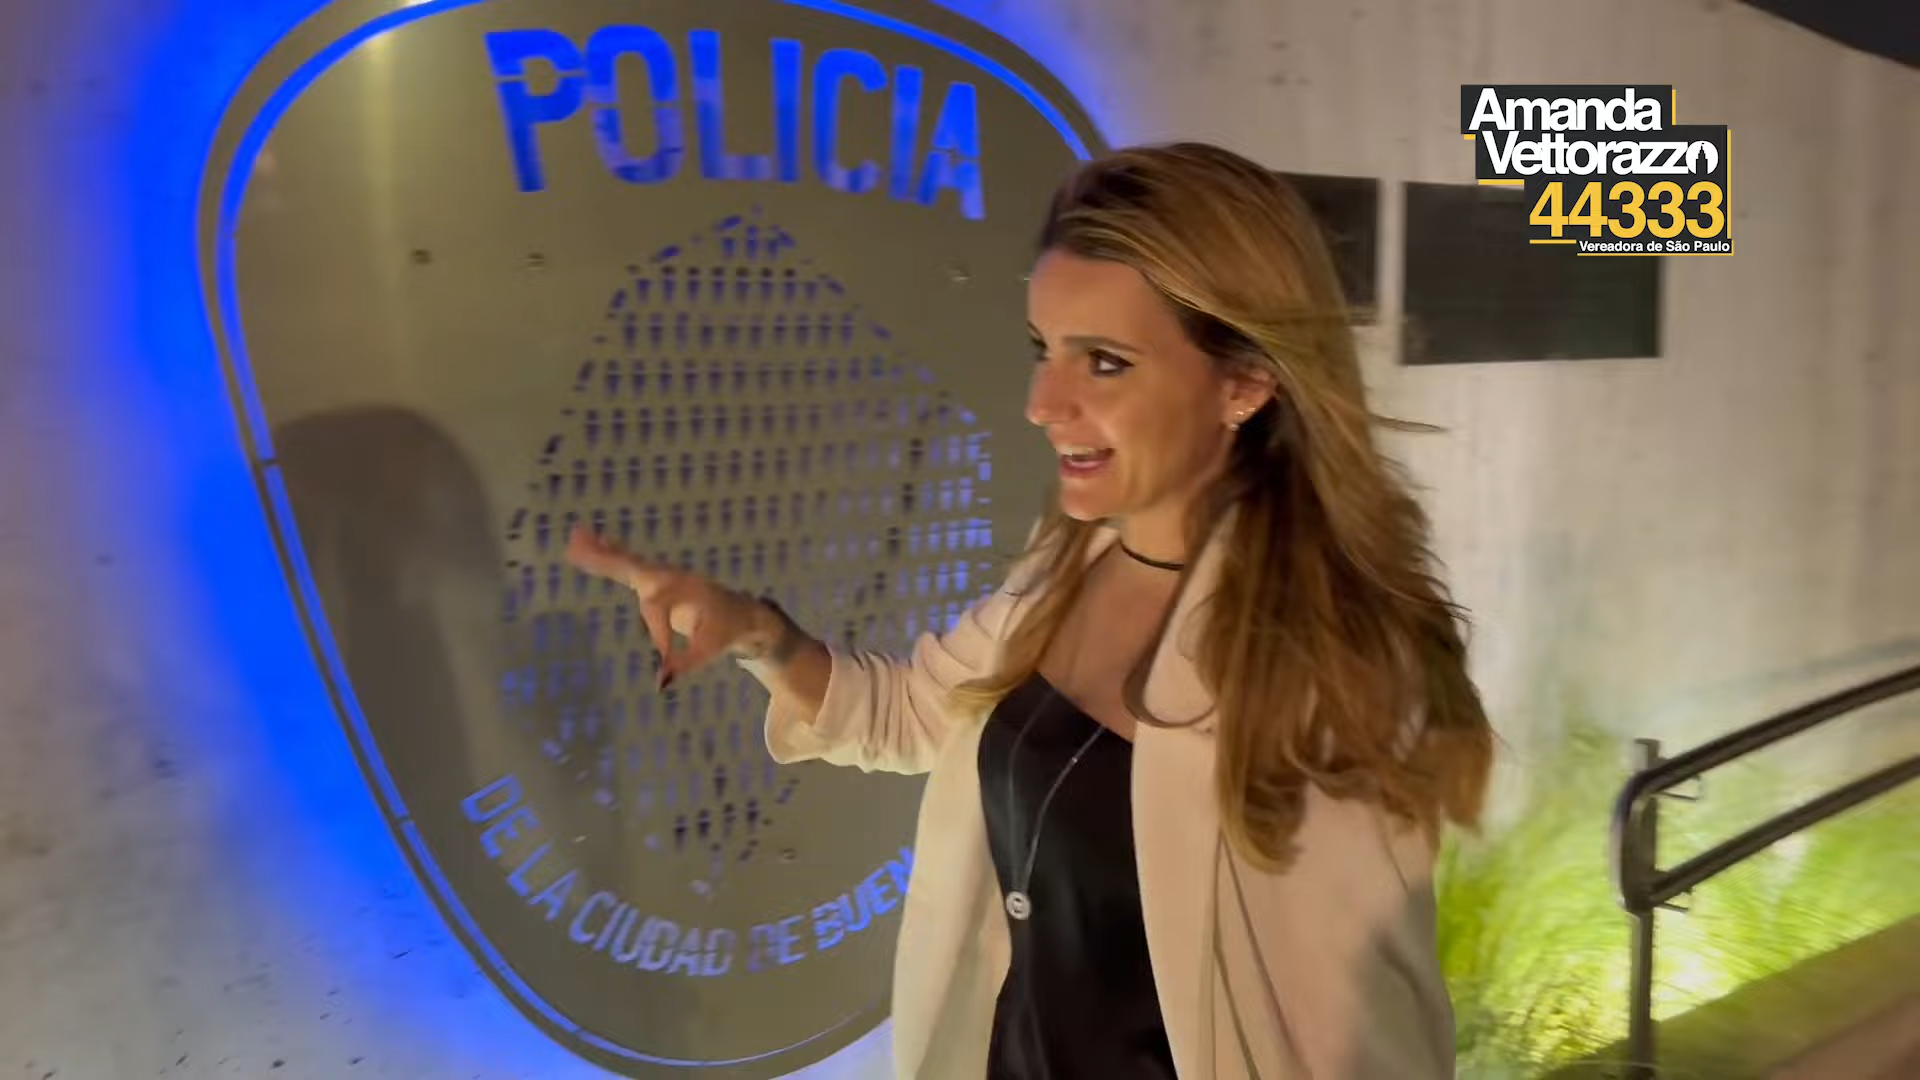 POLICIA
DE LA CIUDAD DE BUEN
Amanda
Vettorazzo
44333
Vereadora de São Paulo